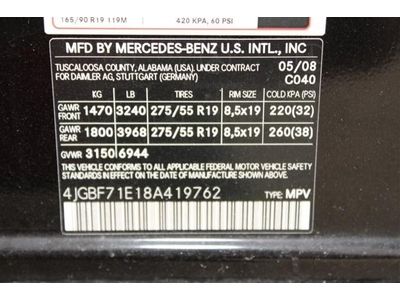 165/90 R19 119M 420 KPA, 60 PSI
MFD BY MERCEDES-BENZ U.S. INTL., INC
TUSCALOOSA COUNTY, ALABAMA (USA). UNDER CONTRACT 05/08
FOR DAIMLER AG, STUTTGART (GERMANY) C040
KG LB TIRES RIM SIZE COLD KPA (PSI)
GAWR FRONT 1470 3240 275/55 R19 8,5x19 220(32)
GAWR REAR 1800 3968 275/55 R19 8,5x19 260(38)
GVWR 3150 6944
THIS VEHICLE CONFORMS TO ALL APPLICABLE FEDERAL MOTOR VEHICLE
SAFETY STANDARDS IN EFFECT ON THE DATE OF MANUFACTURE SHOWN ABOVE.
4JGBF71E18A419762 TYPE: MPV